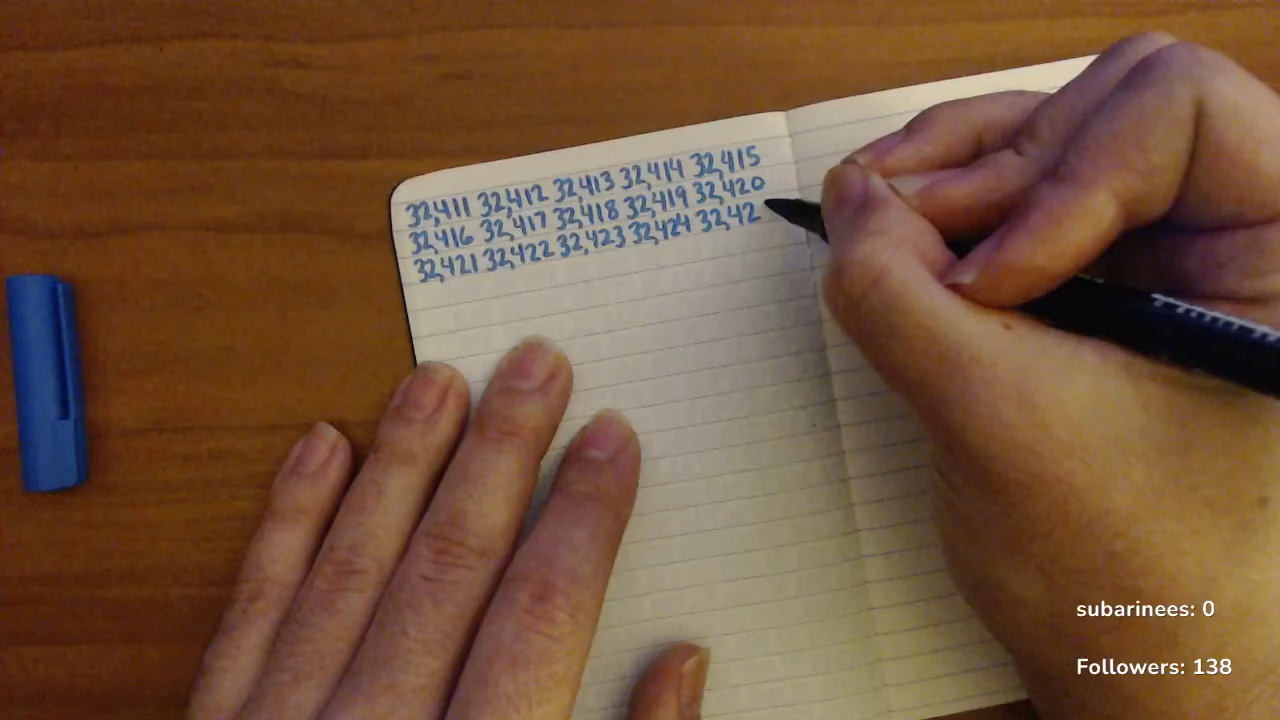 32,411 32,412 32,413 32,414 32,415
32,416 32,417 32,418 32,419 32,420
32,421 32,422 32,423 32,424 32,42
subarinees: 0
Followers: 138